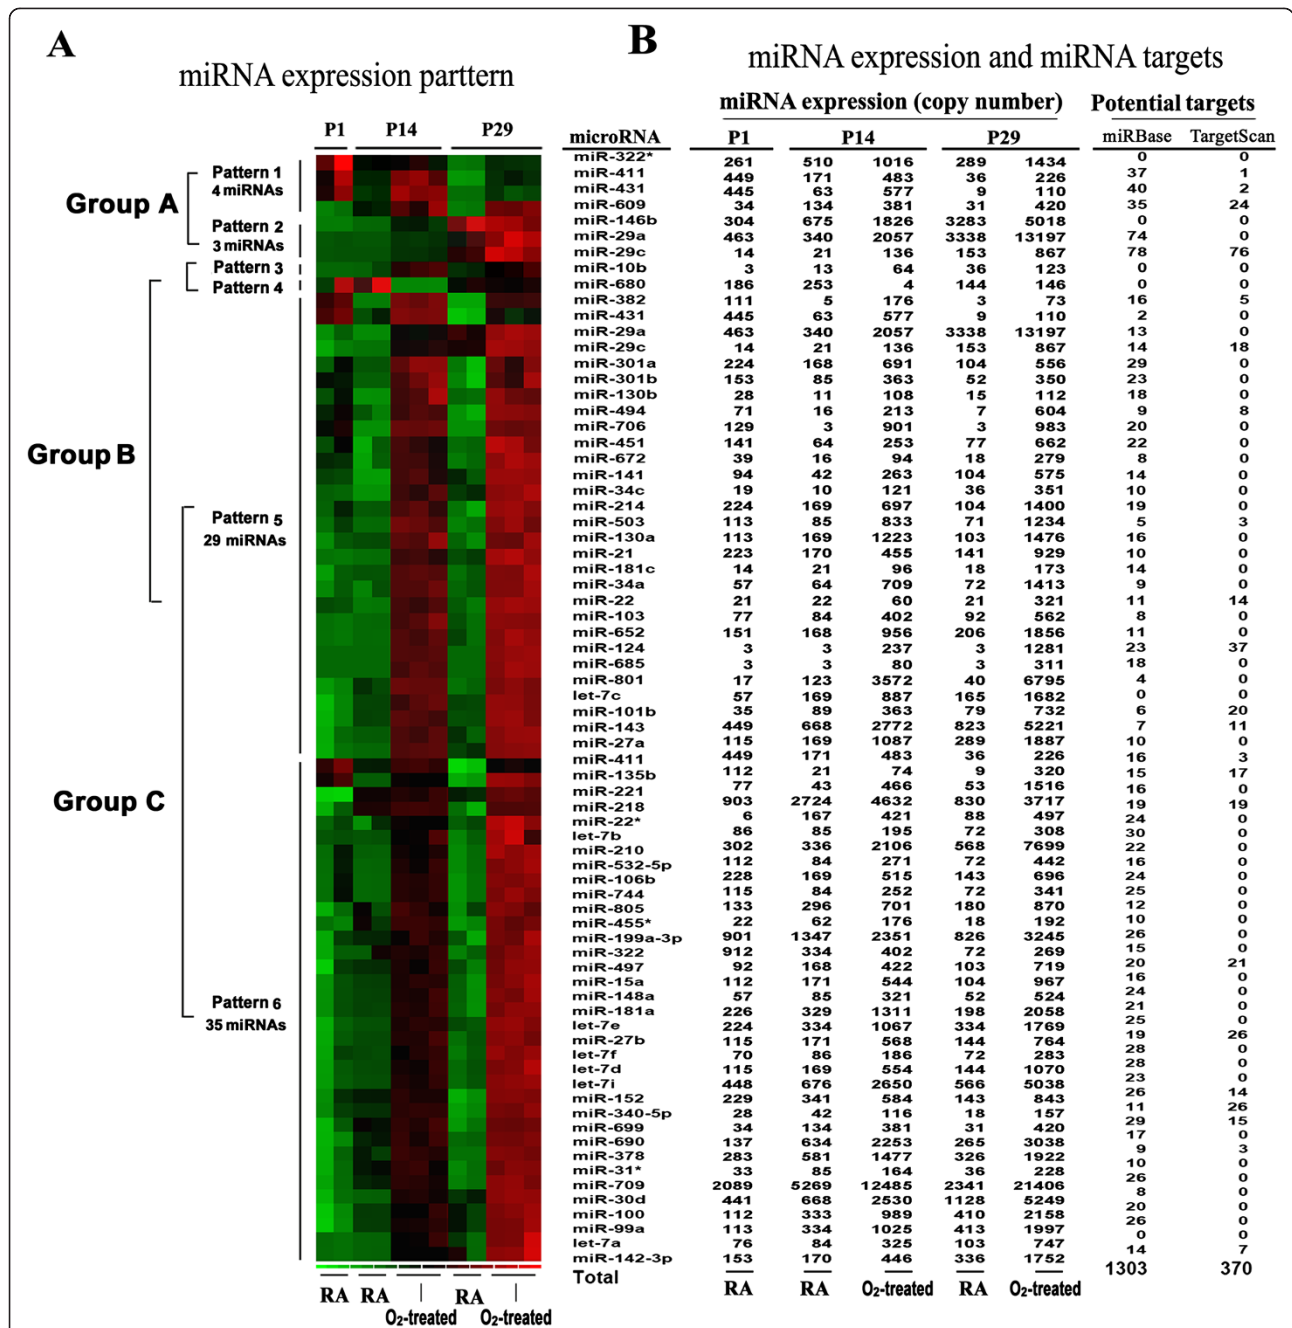 A
miRNA expression parttern
P1 P14 P29
Group A
Pattern 1
4 miRNAs
Pattern 2
3 miRNAs
Pattern 3
Pattern 4
Group B
Pattern 5
29 miRNAs
Group C
Pattern 6
35 miRNAs
RA RA O₂-treated RA O₂-treated
B
miRNA expression and miRNA targets
miRNA expression (copy number) Potential targets
microRNA P1 P14 P29 miRBase TargetScan
miR-322* 261 510 1016 289 1434 0 0
miR-411 449 171 483 36 226 37 1
miR-431 445 63 577 9 110 40 2
miR-609 34 134 381 31 420 35 24
miR-146b 304 675 1826 3283 5018 0 0
miR-29a 463 340 2057 3338 13197 74 0
miR-29c 14 21 136 153 867 78 76
miR-10b 3 13 64 36 123 0 0
miR-680 186 253 4 144 146 0 0
miR-382 111 5 176 3 73 16 5
miR-431 445 63 577 9 110 2 0
miR-29a 463 340 2057 3338 13197 13 0
miR-29c 14 21 136 153 867 14 18
miR-301a 224 168 691 104 556 29 0
miR-301b 153 85 363 52 350 23 0
miR-130b 28 11 108 15 112 18 0
miR-494 71 16 213 7 604 9 8
miR-706 129 3 901 3 983 20 0
miR-451 141 64 253 77 662 22 0
miR-672 39 16 94 18 279 8 0
miR-141 94 42 263 104 575 14 0
miR-34c 19 10 121 36 351 10 0
miR-214 224 169 697 104 1400 19 0
miR-503 113 85 833 71 1234 5 3
miR-130a 113 169 1223 103 1476 16 0
miR-21 223 170 455 141 929 10 0
miR-181c 14 21 96 18 173 14 0
miR-34a 57 64 709 72 1413 9 0
miR-22 21 22 60 21 321 11 14
miR-103 77 84 402 92 562 8 0
miR-652 151 168 956 206 1856 11 0
miR-124 3 3 237 3 1281 23 37
miR-685 3 3 80 3 311 18 0
miR-801 17 123 3572 40 6795 4 0
let-7c 57 169 887 165 1682 0 0
miR-101b 35 89 363 79 732 6 20
miR-143 449 668 2772 823 5221 7 11
miR-27a 115 169 1087 289 1887 10 0
miR-411 449 171 483 36 226 16 3
miR-135b 112 21 74 9 320 15 17
miR-221 77 43 466 53 1516 16 0
miR-218 903 2724 4632 830 3717 19 19
miR-22* 6 167 421 88 497 24 0
let-7b 86 85 195 72 308 30 0
miR-210 302 336 2106 568 7699 22 0
miR-532-5p 112 84 271 72 442 16 0
miR-106b 228 169 515 143 696 24 0
miR-744 115 84 252 72 341 25 0
miR-805 133 296 701 180 870 12 0
miR-455* 22 62 176 18 192 10 0
miR-199a-3p 901 1347 2351 826 3245 26 0
miR-322 912 334 402 72 269 15 0
miR-497 92 168 422 103 719 20 21
miR-15a 112 171 544 104 967 16 0
miR-148a 57 85 321 52 524 24 0
miR-181a 226 329 1311 198 2058 21 0
let-7e 224 334 1067 334 1769 25 0
miR-27b 115 171 568 144 764 19 26
let-7f 70 86 186 72 283 28 0
let-7d 115 169 554 144 1070 28 0
let-7i 448 676 2650 566 5038 23 0
miR-152 229 341 584 143 843 26 14
miR-340-5p 28 42 116 18 157 11 26
miR-699 34 134 381 31 420 29 15
miR-690 137 634 2253 265 3038 17 0
miR-378 283 581 1477 326 1922 9 3
miR-31* 33 85 164 36 228 10 0
miR-709 2089 5269 12485 2341 21406 26 0
miR-30d 441 668 2530 1128 5249 8 0
miR-100 112 333 989 410 2158 20 0
miR-99a 113 334 1025 413 1997 26 0
let-7a 76 84 325 103 747 0 0
miR-142-3p 153 170 446 336 1752 14 7
Total 1303 370
RA RA O₂-treated RA O₂-treated